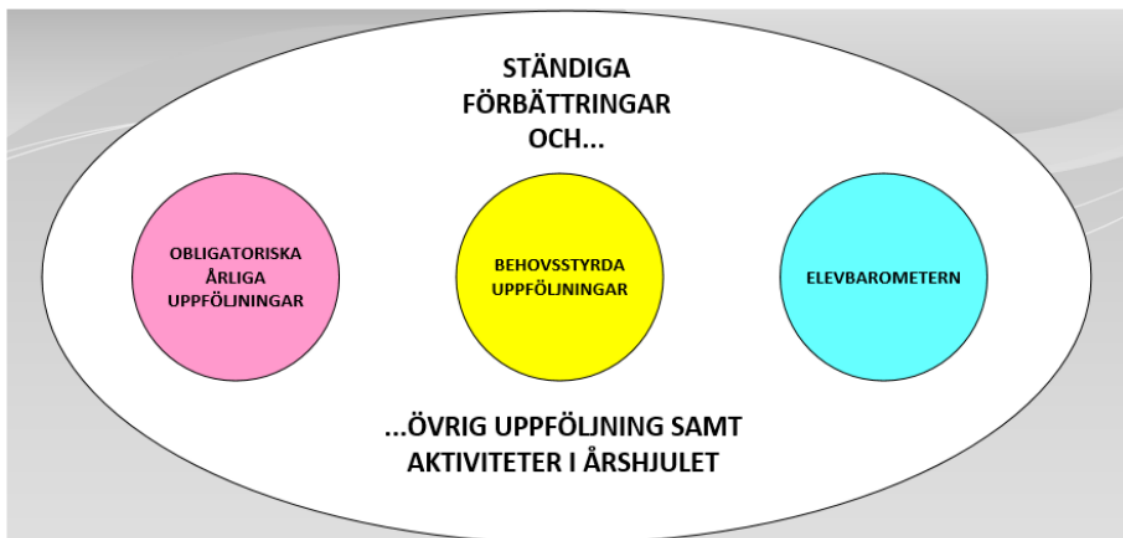 STÄNDIGA
FÖRBÄTTRINGAR
OCH...
OBLIGATORISKA
ÅRLIGA
UPPFÖLJNINGAR
BEHOVSSTYRDA
UPPFÖLJNINGAR
ELEVBAROMETERN
...ÖVRIG UPPFÖLJNING SAMT
AKTIVITETER I ÅRSHJULET